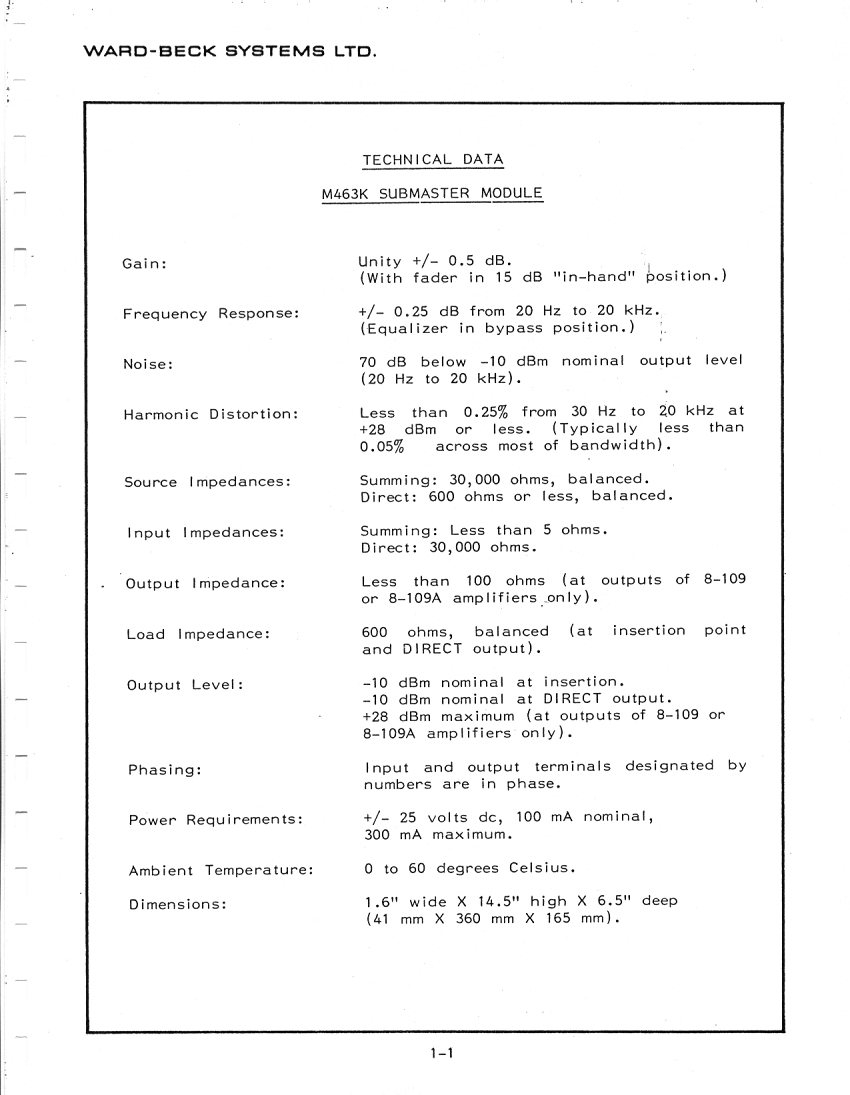 WARD-BECK SYSTEMS LTD.
TECHNICAL DATA
M463K SUBMASTER MODULE
Gain: Unity +/- 0.5 dB.
(With fader in 15 dB "in-hand" position.)
Frequency Response: +/- 0.25 dB from 20 Hz to 20 kHz.
(Equalizer in bypass position.)
Noise: 70 dB below -10 dBm nominal output level
(20 Hz to 20 kHz).
Harmonic Distortion: Less than 0.25% from 30 Hz to 20 kHz at
+28 dBm or less. (Typically less than
0.05% across most of bandwidth).
Source Impedances: Summing: 30,000 ohms, balanced.
Direct: 600 ohms or less, balanced.
Input Impedances: Summing: Less than 5 ohms.
Direct: 30,000 ohms.
Output Impedance: Less than 100 ohms (at outputs of 8-109
or 8-109A amplifiers only).
Load Impedance: 600 ohms, balanced (at insertion point
and DIRECT output).
Output Level: -10 dBm nominal at insertion.
-10 dBm nominal at DIRECT output.
+28 dBm maximum (at outputs of 8-109 or
8-109A amplifiers only).
Phasing: Input and output terminals designated by
numbers are in phase.
Power Requirements: +/- 25 volts dc, 100 mA nominal,
300 mA maximum.
Ambient Temperature: 0 to 60 degrees Celsius.
Dimensions: 1.6" wide X 14.5" high X 6.5" deep
(41 mm X 360 mm X 165 mm).
1-1